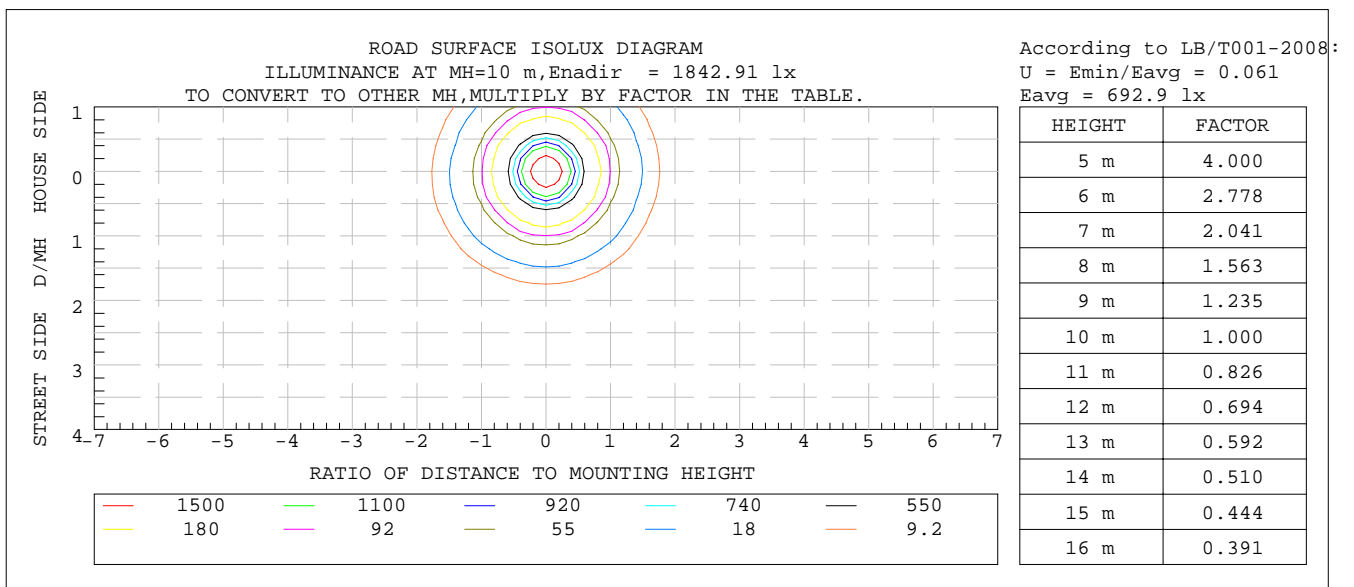 ROAD SURFACE ISOLUX DIAGRAM
ILLUMINANCE AT MH=10 m,Enadir = 1842.91 lx
TO CONVERT TO OTHER MH,MULTIPLY BY FACTOR IN THE TABLE.
STREET SIDE D/MH HOUSE SIDE
1
0
1
2
3
4
-7 -6 -5 -4 -3 -2 -1 0 1 2 3 4 5 6 7
RATIO OF DISTANCE TO MOUNTING HEIGHT
1500 1100 920 740 550
180 92 55 18 9.2
According to LB/T001-2008:
U = Emin/Eavg = 0.061
Eavg = 692.9 lx
HEIGHT FACTOR
5 m 4.000
6 m 2.778
7 m 2.041
8 m 1.563
9 m 1.235
10 m 1.000
11 m 0.826
12 m 0.694
13 m 0.592
14 m 0.510
15 m 0.444
16 m 0.391